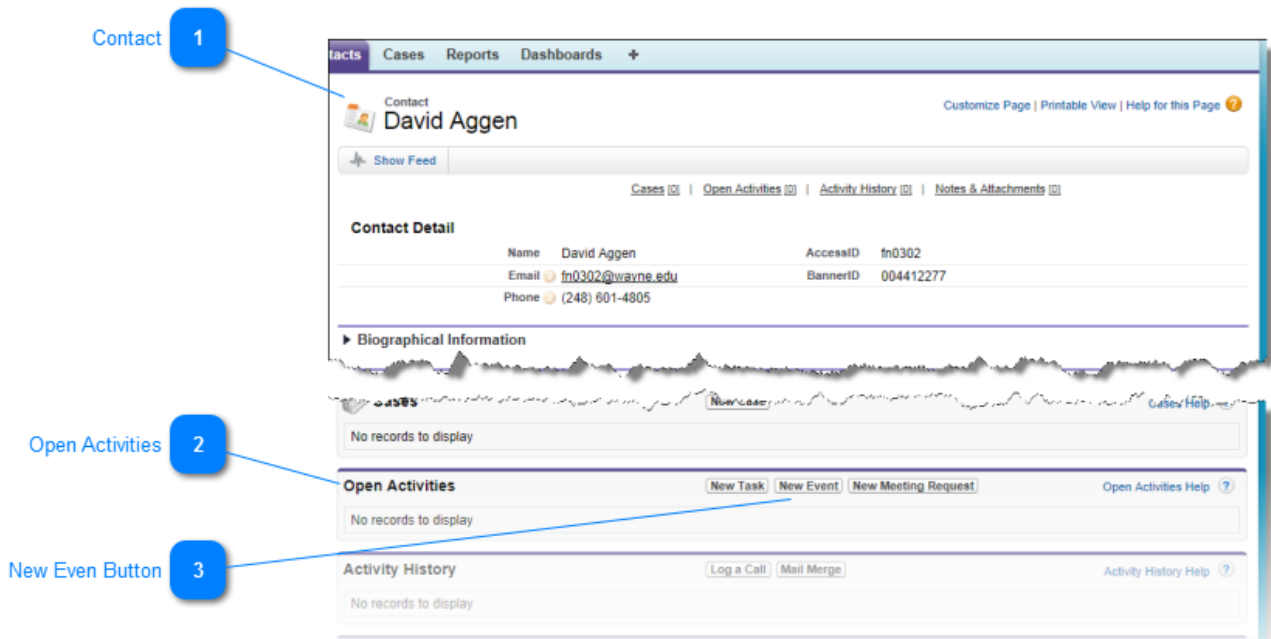 Contact 1
tacts Cases Reports Dashboards +
Contact
David Aggen
Customize Page | Printable View | Help for this Page ?
Show Feed
Cases [0] | Open Activities [0] | Activity History [0] | Notes & Attachments [0]
Contact Detail
Name David Aggen AccessID fn0302
Email fn0302@wayne.edu BannerID 004412277
Phone (248) 601-4805
Biographical Information
Cases New Case Cases Help
No records to display
Open Activities 2
Open Activities New Task New Event New Meeting Request Open Activities Help ?
No records to display
New Even Button 3
Activity History Log a Call Mail Merge Activity History Help ?
No records to display